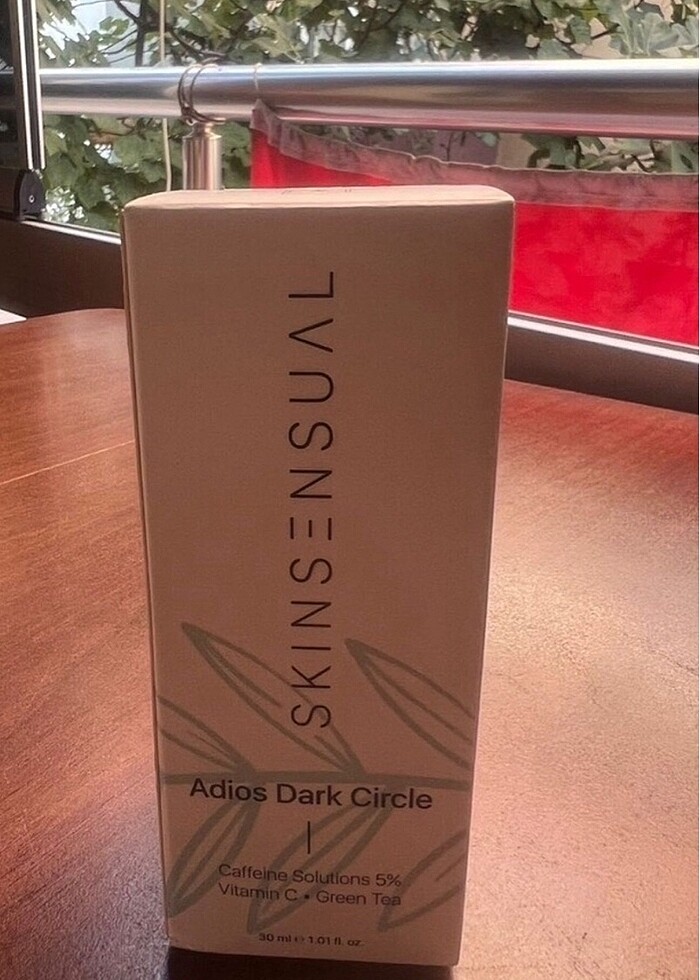 SKINSENSUAL
Adios Dark Circle
Caffeine Solutions 5%
Vitamin C • Green Tea
30 ml ℮ 1.01 fl. oz.